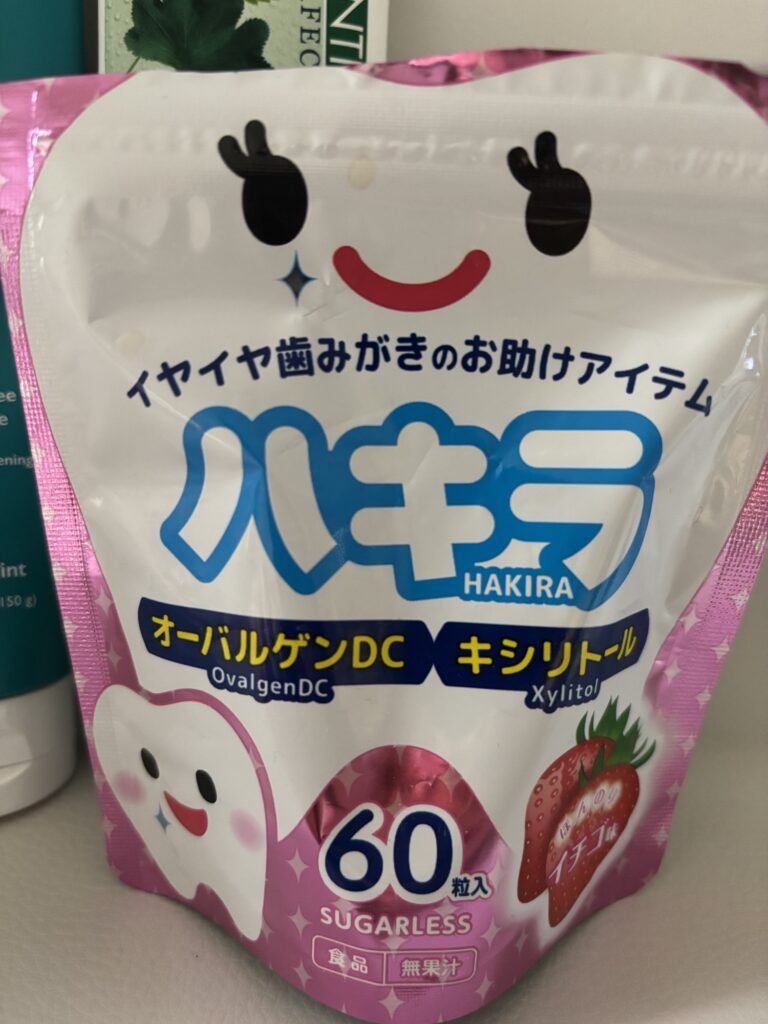 イヤイヤ歯みがきのお助けアイテム
ハキラ
HAKIRA
オーバルゲンDC
OvalgenDC
キシリトール
Xylitol
ほんのり
イチゴ味
60粒入
SUGARLESS
食品
無果汁